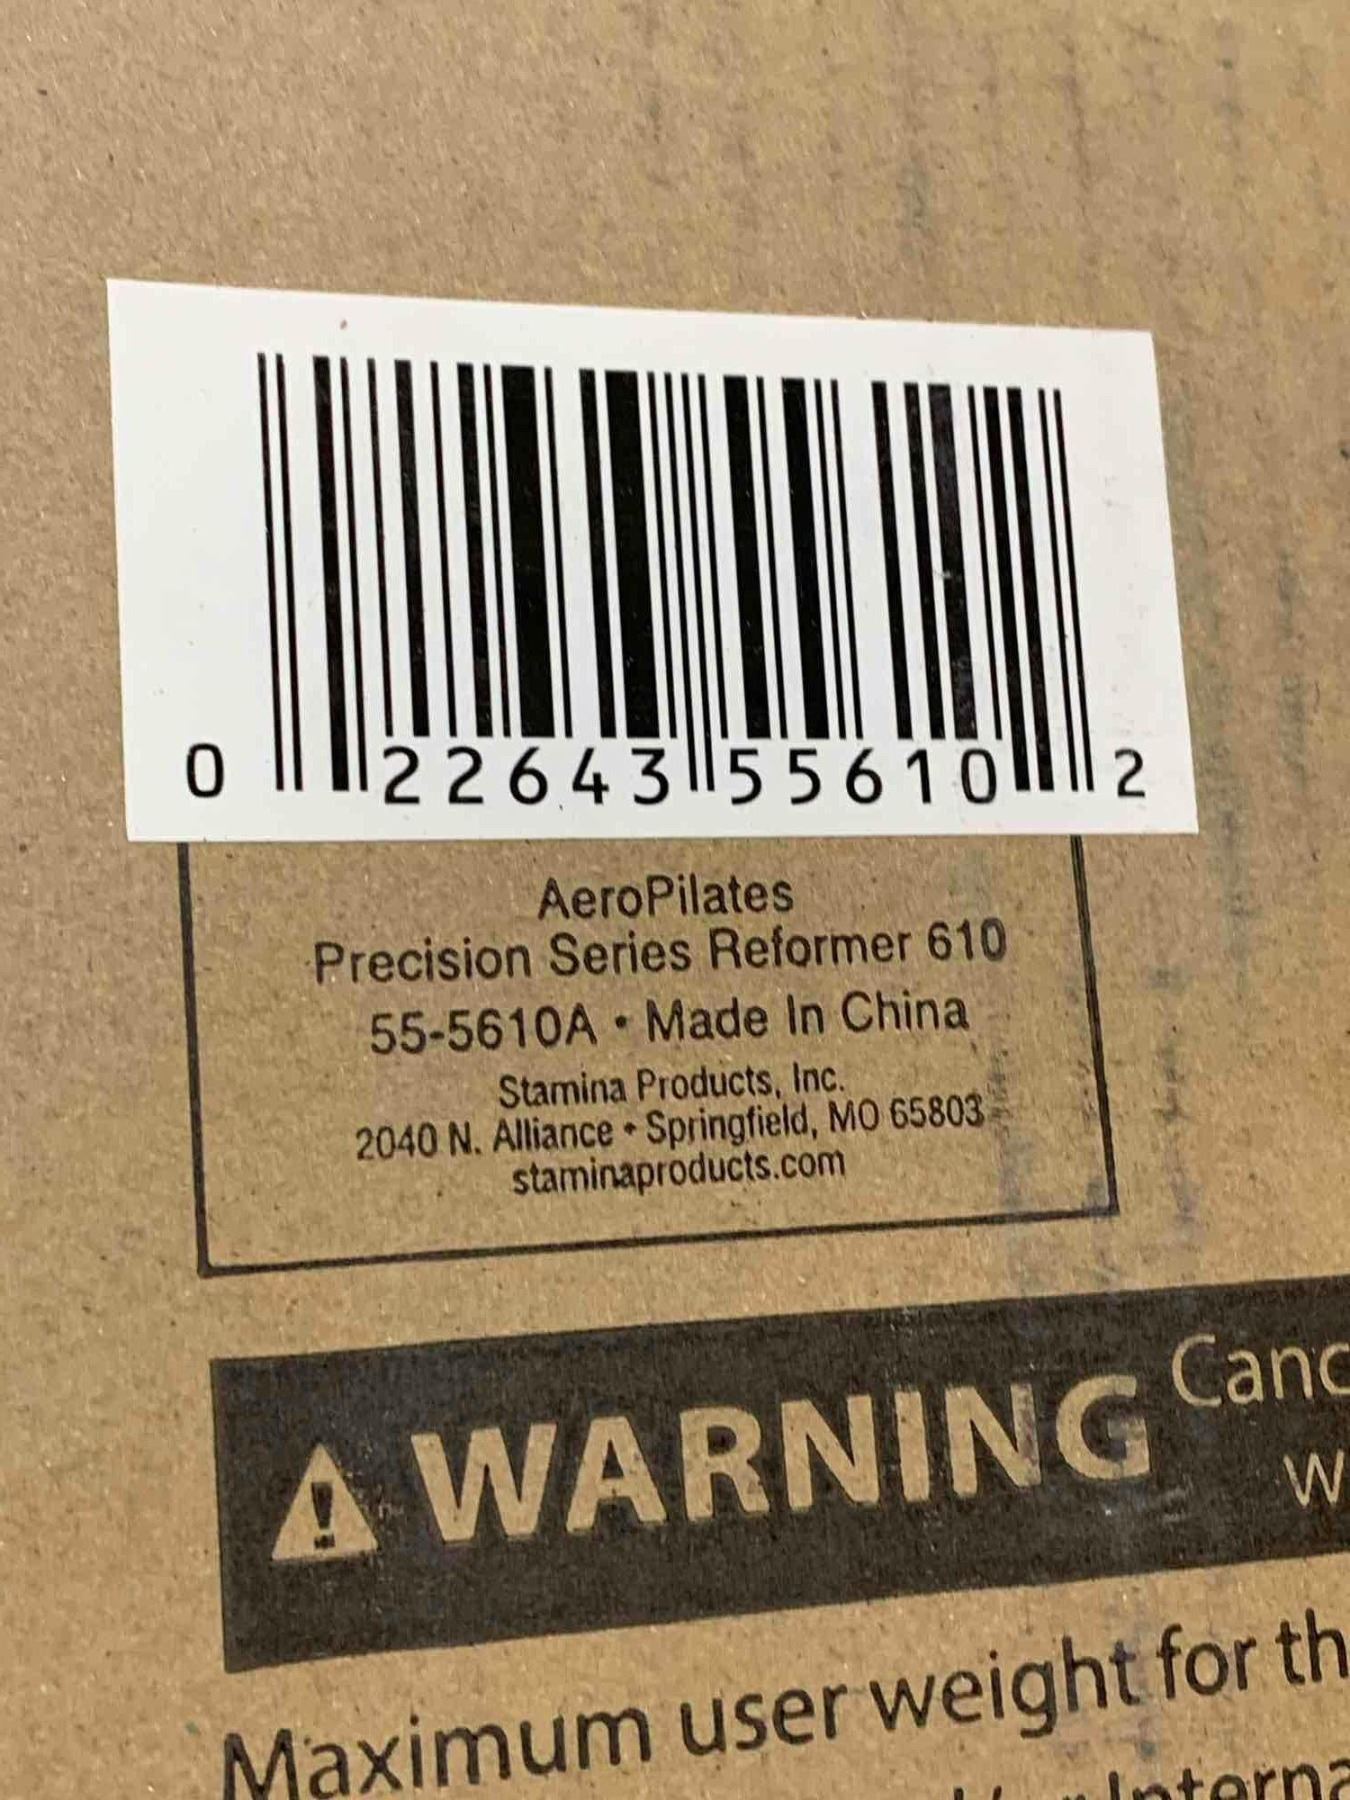 0 22643 55610 2
AeroPilates
Precision Series Reformer 610
55-5610A • Made In China
Stamina Products, Inc.
2040 N. Alliance • Springfield, MO 65803
staminaproducts.com
WARNING
Maximum user weight for